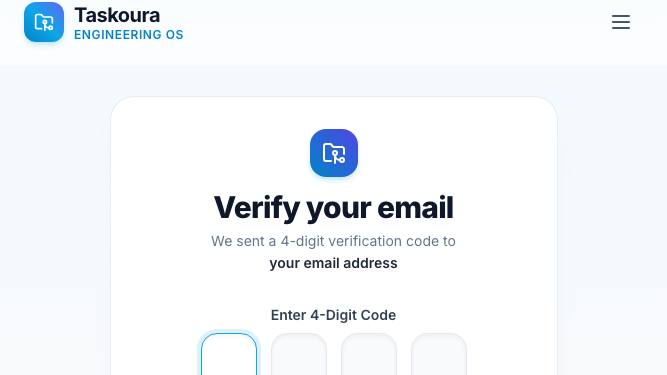 Taskoura
ENGINEERING OS
Verify your email
We sent a 4-digit verification code to
your email address
Enter 4-Digit Code